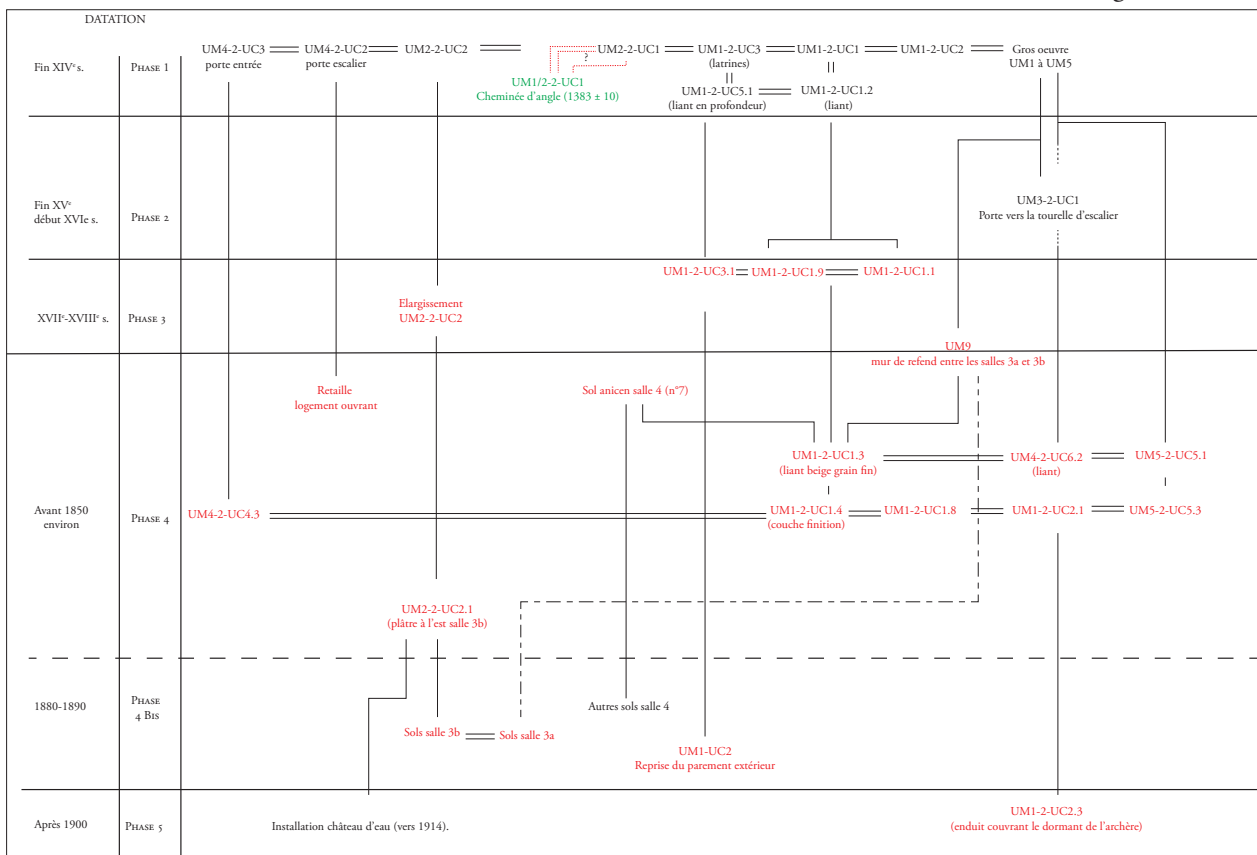 DATATION
Fin XIVe s.
PHASE 1
UM4-2-UC3
porte entrée
UM4-2-UC2
porte escalier
UM2-2-UC2
?
UM1/2-2-UC1
Cheminée d'angle (1383 ± 10)
UM2-2-UC1
UM1-2-UC3
(latrines)
UM1-2-UC1
UM1-2-UC2
Gros oeuvre
UM1 à UM5
UM1-2-UC5.1
(liant en profondeur)
UM1-2-UC1.2
(liant)
Fin XVe
début XVIe s.
PHASE 2
UM3-2-UC1
Porte vers la tourelle d'escalier
XVIIe-XVIIIe s.
PHASE 3
UM1-2-UC3.1
UM1-2-UC1.9
UM1-2-UC1.1
Elargissement
UM2-2-UC2
UM9
mur de refend entre les salles 3a et 3b
Avant 1850
environ
PHASE 4
Retaille
logement ouvrant
Sol anicen salle 4 (n°7)
UM1-2-UC1.3
(liant beige grain fin)
UM4-2-UC6.2
(liant)
UM5-2-UC5.1
UM4-2-UC4.3
UM1-2-UC1.4
(couche finition)
UM1-2-UC1.8
UM1-2-UC2.1
UM5-2-UC5.3
UM2-2-UC2.1
(plâtre à l'est salle 3b)
1880-1890
PHASE
4 BIS
Autres sols salle 4
Sols salle 3b
Sols salle 3a
UM1-UC2
Reprise du parement extérieur
Après 1900
PHASE 5
Installation château d'eau (vers 1914).
UM1-2-UC2.3
(enduit couvrant le dormant de l'archère)